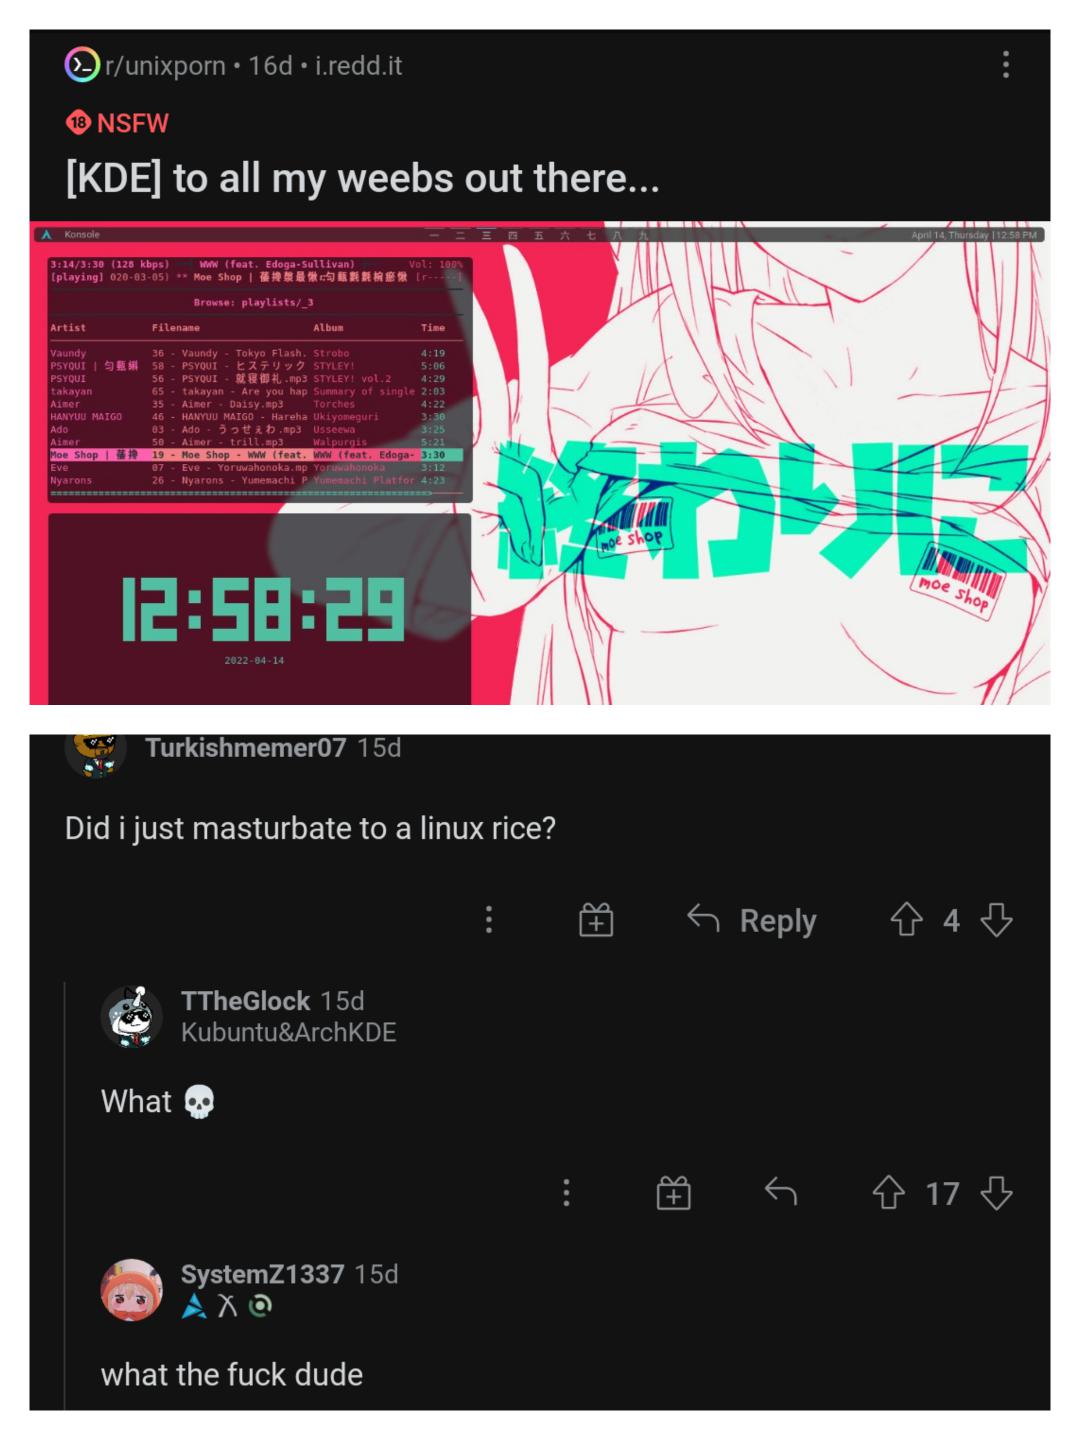 r/unixporn • 16d • i.redd.it
18 NSFW
[KDE] to all my weebs out there...
Konsole
一 二 三 四 五 六 七 八 九
April 14, Thursday | 12:58 PM
3:14/3:30 (128 kbps) WWW (feat. Edoga-Sullivan) Vol: 100%
[playing] 020-03-05) ** Moe Shop | [r-----]
Browse: playlists/_3
Artist Filename Album Time
Vaundy 36 - Vaundy - Tokyo Flash. Strobo 4:19
PSYQUI | 58 - PSYQUI - ヒステリック STYLEY! 5:06
PSYQUI 56 - PSYQUI - 就寝御礼.mp3 STYLEY! vol.2 4:29
takayan 65 - takayan - Are you hap Summary of single 2:03
Aimer 35 - Aimer - Daisy.mp3 Torches 4:22
HANYUU MAIGO 46 - HANYUU MAIGO - Hareha Ukiyomeguri 3:30
Ado 03 - Ado - うっせぇわ.mp3 Usseewa 3:25
Aimer 50 - Aimer - trill.mp3 Walpurgis 5:21
Moe Shop | 19 - Moe Shop - WWW (feat. WWW (feat. Edoga- 3:30
Eve 07 - Eve - Yoruwahonoka.mp Yoruwahonoka 3:12
Nyarons 26 - Nyarons - Yumemachi P Yumemachi Platfor 4:23
終わりに
moe shop
moe shop
12:58:29
2022-04-14
Turkishmemer07 15d
Did i just masturbate to a linux rice?
Reply 4
TTheGlock 15d
Kubuntu&ArchKDE
What 💀
17
SystemZ1337 15d
what the fuck dude